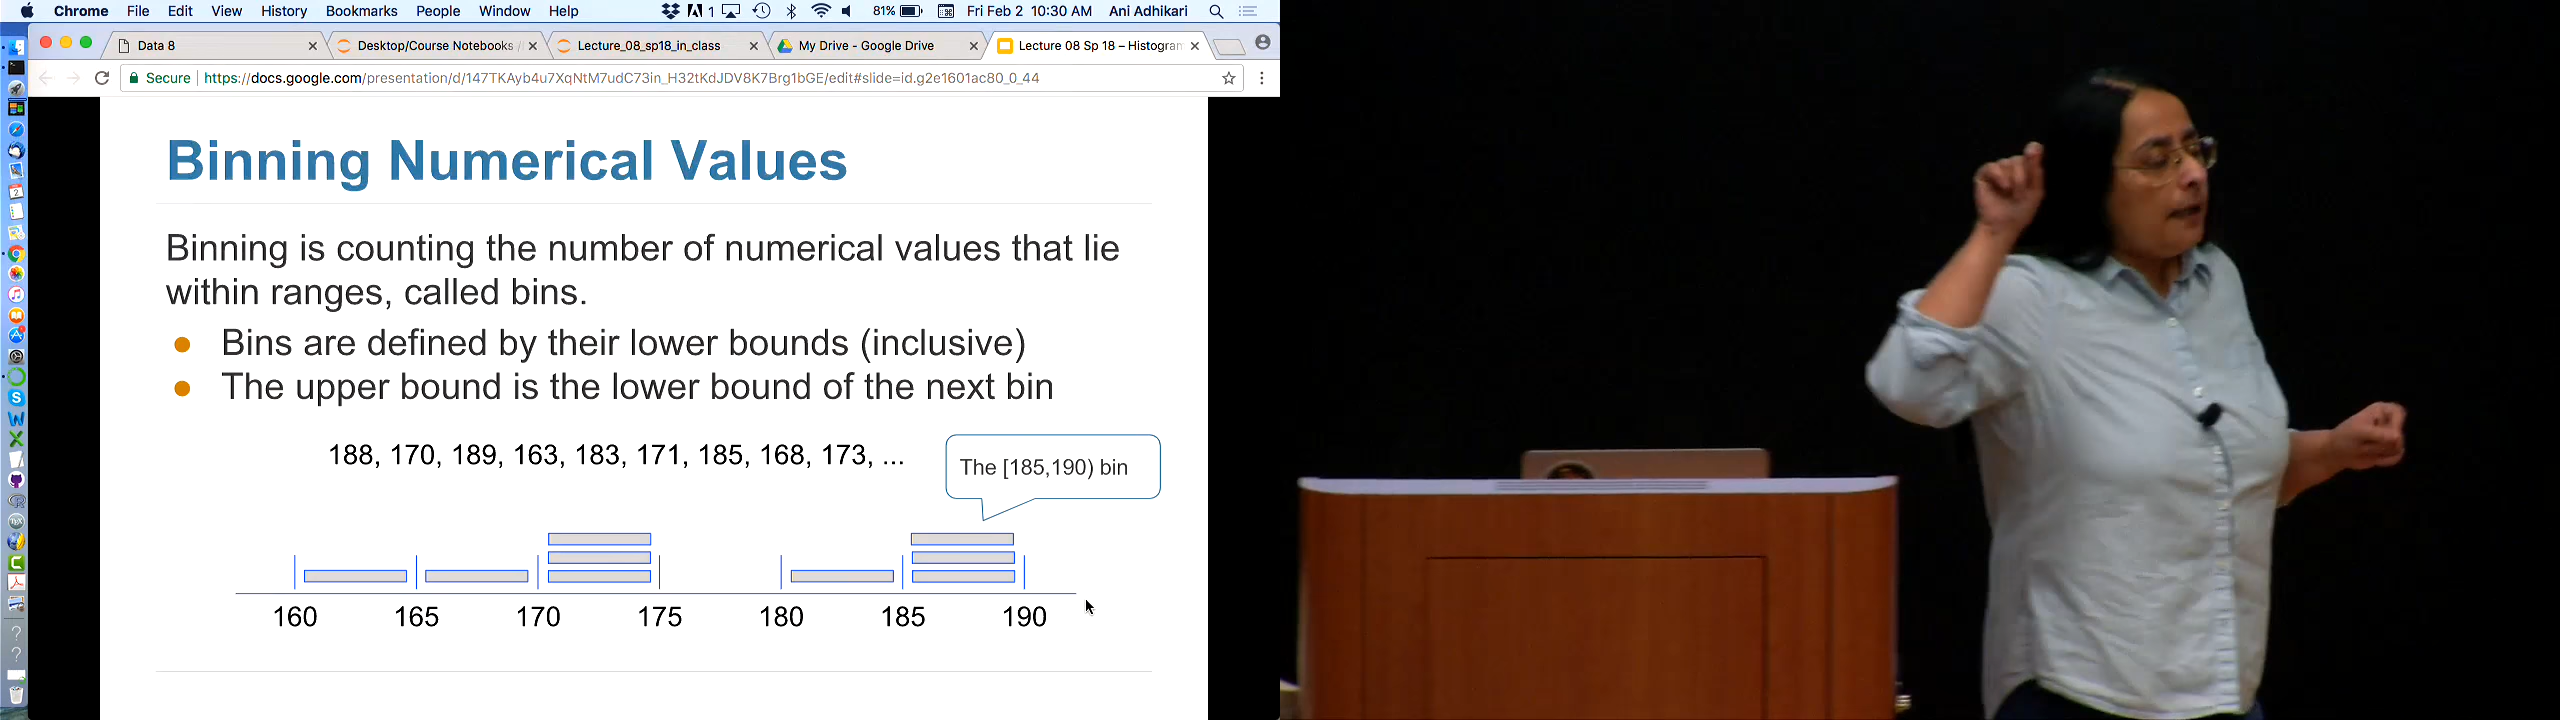 Chrome File Edit View History Bookmarks People Window Help 1 81% Fri Feb 2 10:30 AM Ani Adhikari
Data 8 Desktop/Course Notebooks Lecture_08_sp18_in_class My Drive - Google Drive Lecture 08 Sp 18 – Histogram
Secure https://docs.google.com/presentation/d/147TKAyb4u7XqNtM7udC73in_H32tKdJDV8K7Brg1bGE/edit#slide=id.g2e1601ac80_0_44
Binning Numerical Values
Binning is counting the number of numerical values that lie
within ranges, called bins.
● Bins are defined by their lower bounds (inclusive)
● The upper bound is the lower bound of the next bin
188, 170, 189, 163, 183, 171, 185, 168, 173, ...
The [185,190) bin
160 165 170 175 180 185 190